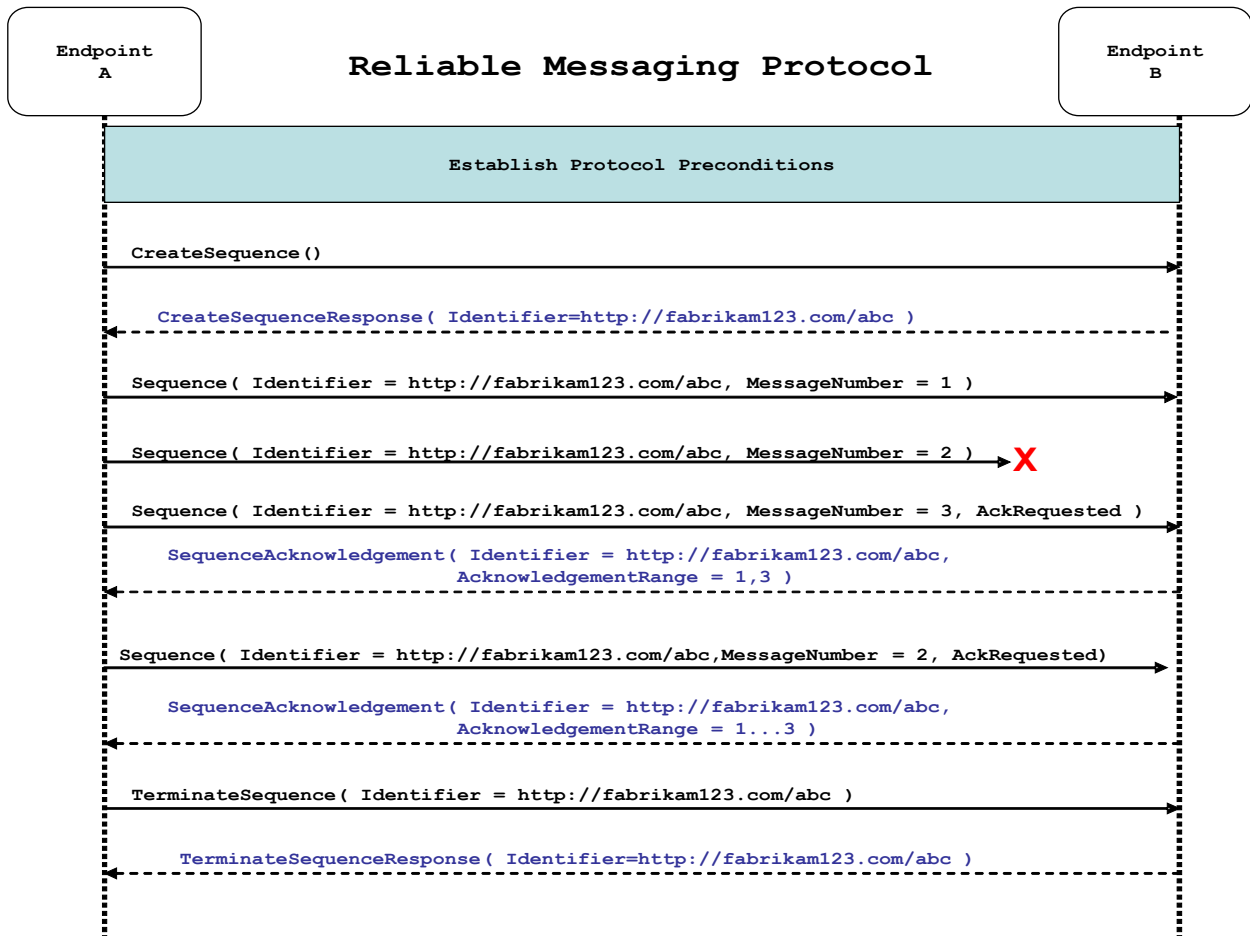 Endpoint
A
Reliable Messaging Protocol
Endpoint
B
Establish Protocol Preconditions
CreateSequence()
CreateSequenceResponse( Identifier=http://fabrikam123.com/abc )
Sequence( Identifier = http://fabrikam123.com/abc, MessageNumber = 1 )
Sequence( Identifier = http://fabrikam123.com/abc, MessageNumber = 2 )
X
Sequence( Identifier = http://fabrikam123.com/abc, MessageNumber = 3, AckRequested )
SequenceAcknowledgement( Identifier = http://fabrikam123.com/abc,
AcknowledgementRange = 1,3 )
Sequence( Identifier = http://fabrikam123.com/abc,MessageNumber = 2, AckRequested)
SequenceAcknowledgement( Identifier = http://fabrikam123.com/abc,
AcknowledgementRange = 1...3 )
TerminateSequence( Identifier = http://fabrikam123.com/abc )
TerminateSequenceResponse( Identifier=http://fabrikam123.com/abc )